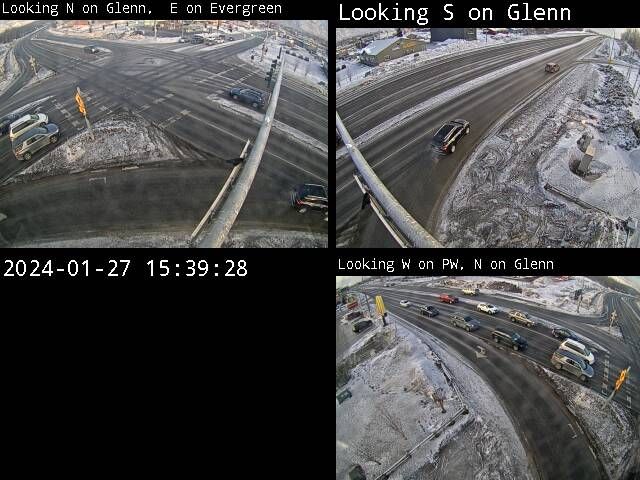 Looking N on Glenn,  E on Evergreen
Looking S on Glenn
2024-01-27 15:39:28
Looking W on PW, N on Glenn